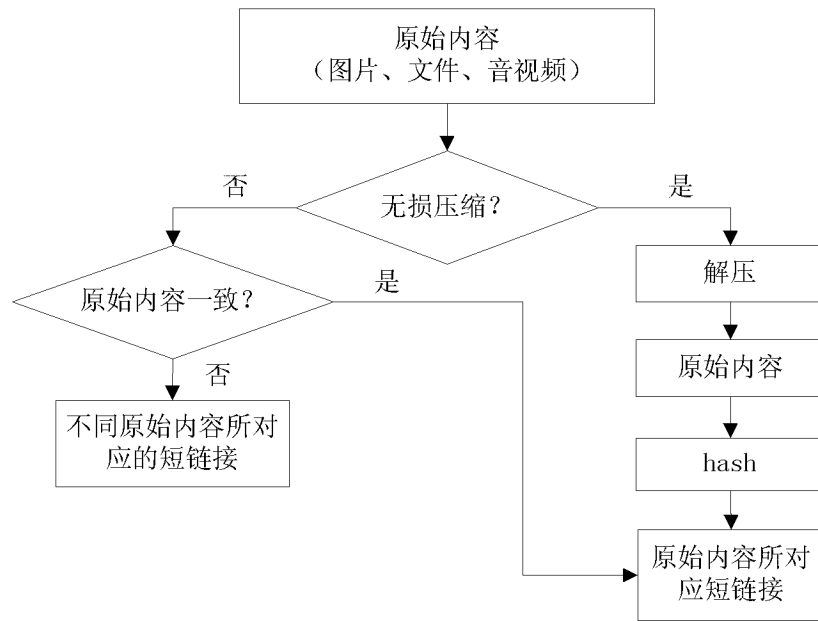 原始内容
（图片、文件、音视频）
否
无损压缩？
是
解压
原始内容一致？
是
原始内容
否
不同原始内容所对
应的短链接
hash
原始内容所对
应短链接